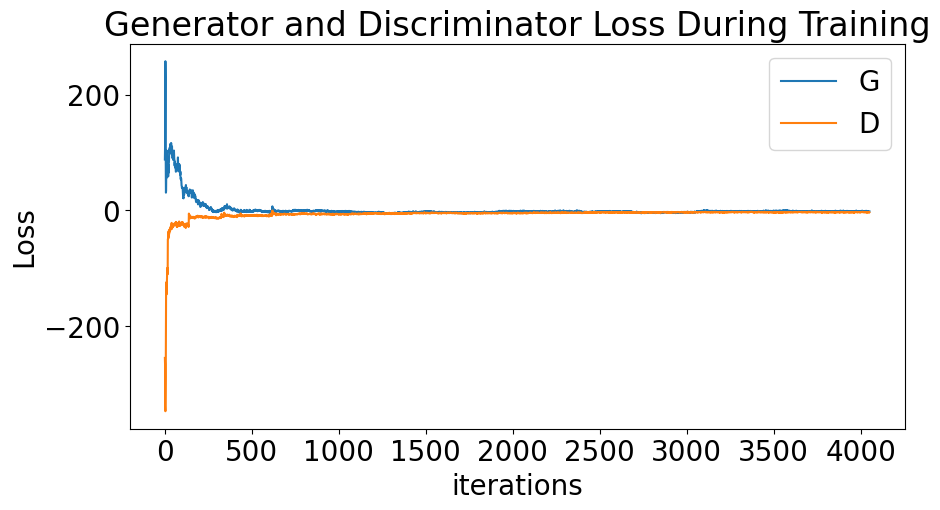 Generator and Discriminator Loss During Training
G
D
Loss
200
0
−200
0 500 1000 1500 2000 2500 3000 3500 4000
iterations